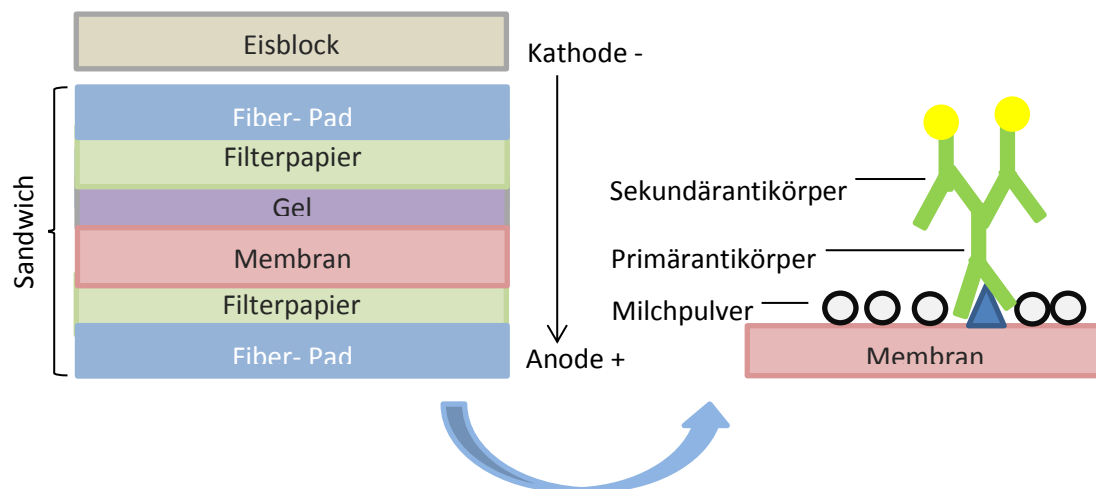 Eisblock
Kathode -
Fiber- Pad
Filterpapier
Gel
Membran
Filterpapier
Fiber- Pad
Anode +
Sandwich
Sekundärantikörper
Primärantikörper
Milchpulver
Membran